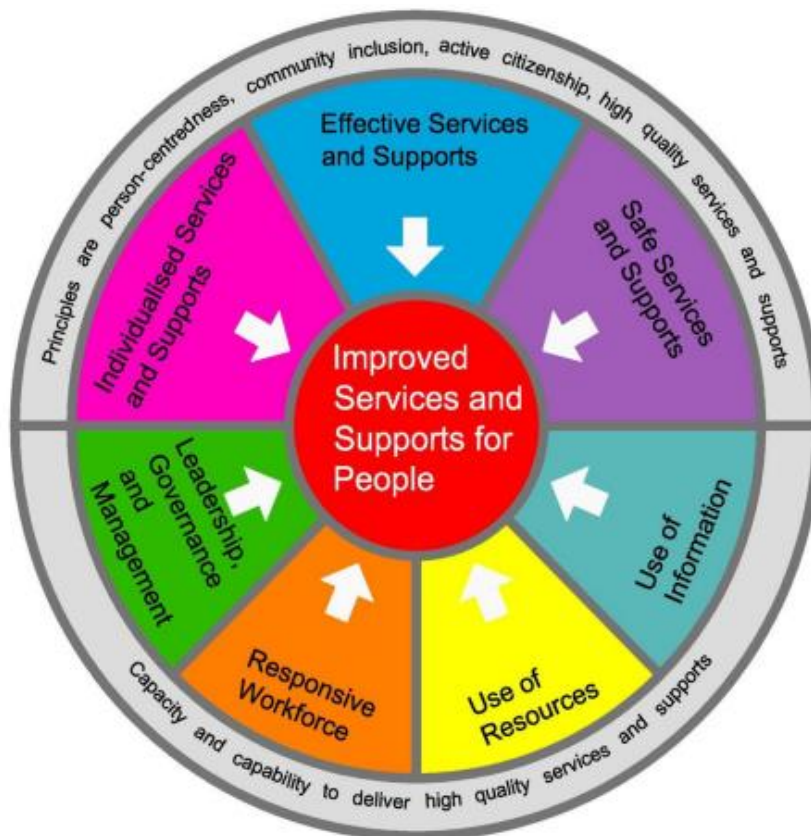 Principles are person-centredness, community inclusion, active citizenship, high quality services and supports
Effective Services
and Supports
Individualised Services
and Supports
Safe Services
and Supports
Improved
Services and
Supports for
People
Leadership,
Governance
and
Management
Use of
Information
Responsive
Workforce
Use of
Resources
Capacity and capability to deliver high quality services and supports